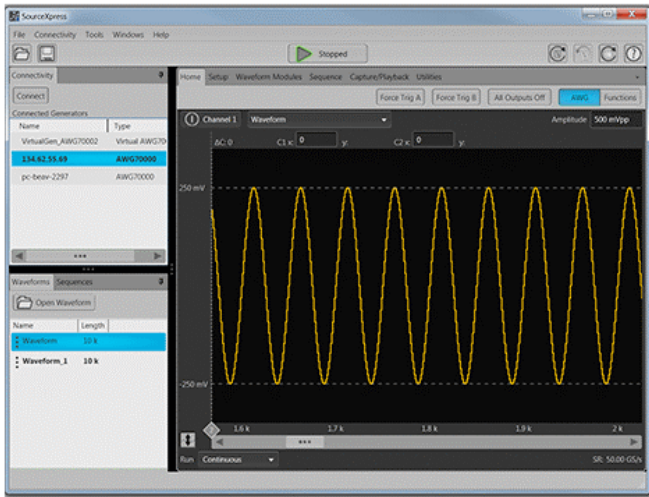 SourceXpress
File Connectivity Tools Windows Help
Stopped
Connectivity
Connect
Connected Generators
Name Type
VirtualGen_AWG70002 Virtual AWG70
134.62.55.69 AWG70000
pc-beav-2297 AWG70000
Waveforms Sequences
Open Waveform
Name Length
Waveform 10 k
Waveform_1 10 k
Home Setup Waveform Modules Sequence Capture/Playback Utilities
Force Trig A Force Trig B All Outputs Off AWG Functions
Channel 1 Waveform Amplitude 500 mVpp
ΔC: 0 C1 x: 0 y: C2 x: 0 y:
250 mV
-250 mV
1.6 k 1.7 k 1.8 k 1.9 k 2 k
Run Continuous SR: 50.00 GS/s